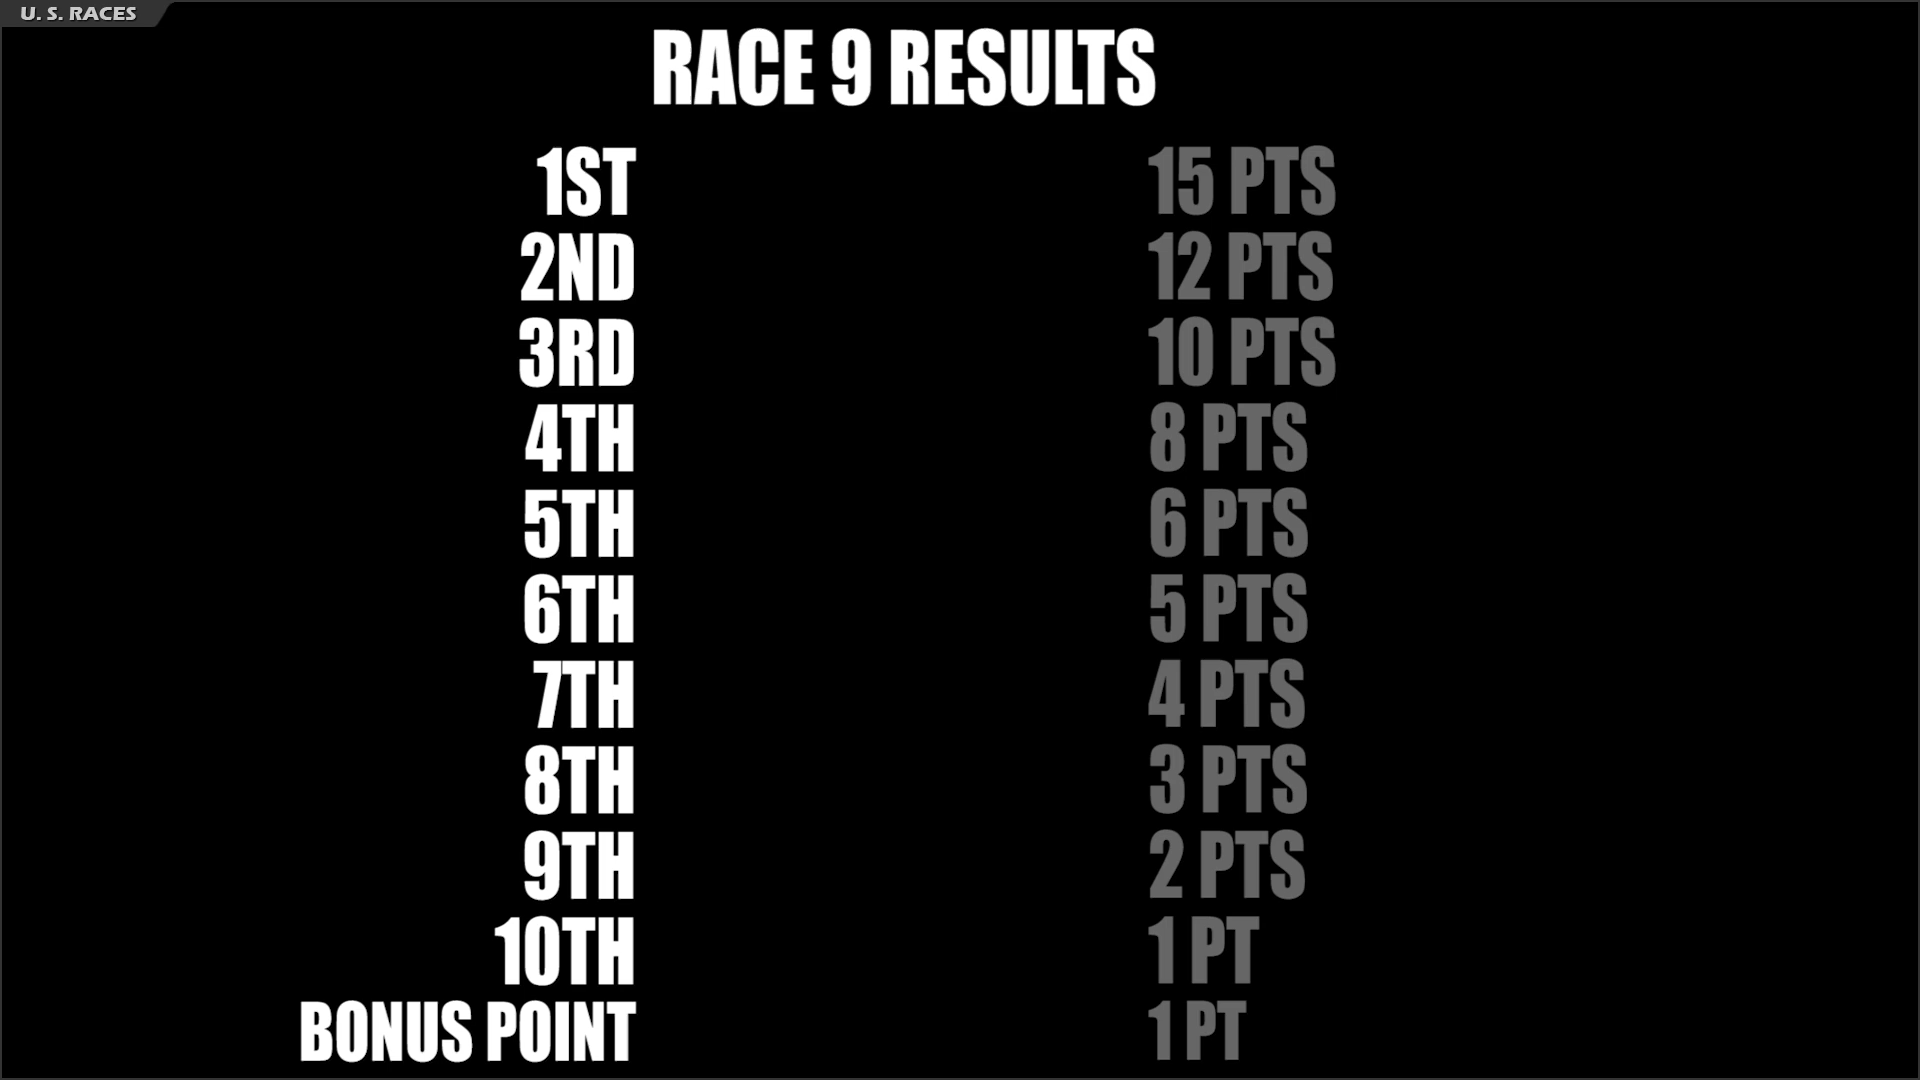 U. S. RACES
RACE 9 RESULTS
1ST 15 PTS
2ND 12 PTS
3RD 10 PTS
4TH 8 PTS
5TH 6 PTS
6TH 5 PTS
7TH 4 PTS
8TH 3 PTS
9TH 2 PTS
10TH 1 PT
BONUS POINT 1 PT